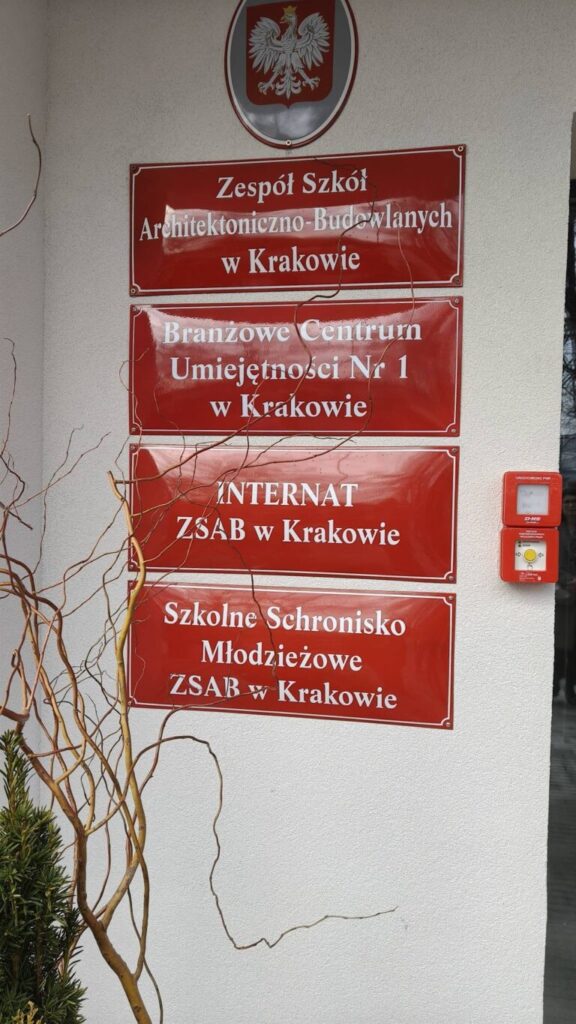 Zespół Szkół
Architektoniczno-Budowlanych
w Krakowie
Branżowe Centrum
Umiejętności Nr 1
w Krakowie
INTERNAT
ZSAB w Krakowie
Szkolne Schronisko
Młodzieżowe
ZSAB w Krakowie